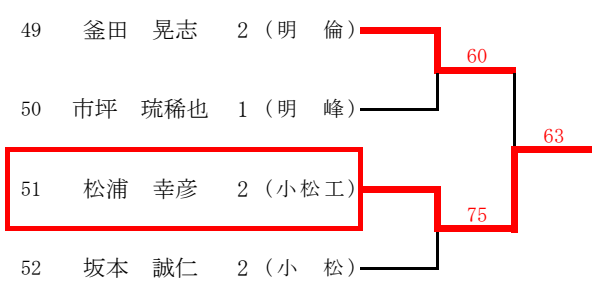 49 釜田 晃志 2 (明 倫)
60
50 市坪 琉稀也 1 (明 峰)
63
51 松浦 幸彦 2 (小松工)
75
52 坂本 誠仁 2 (小 松)